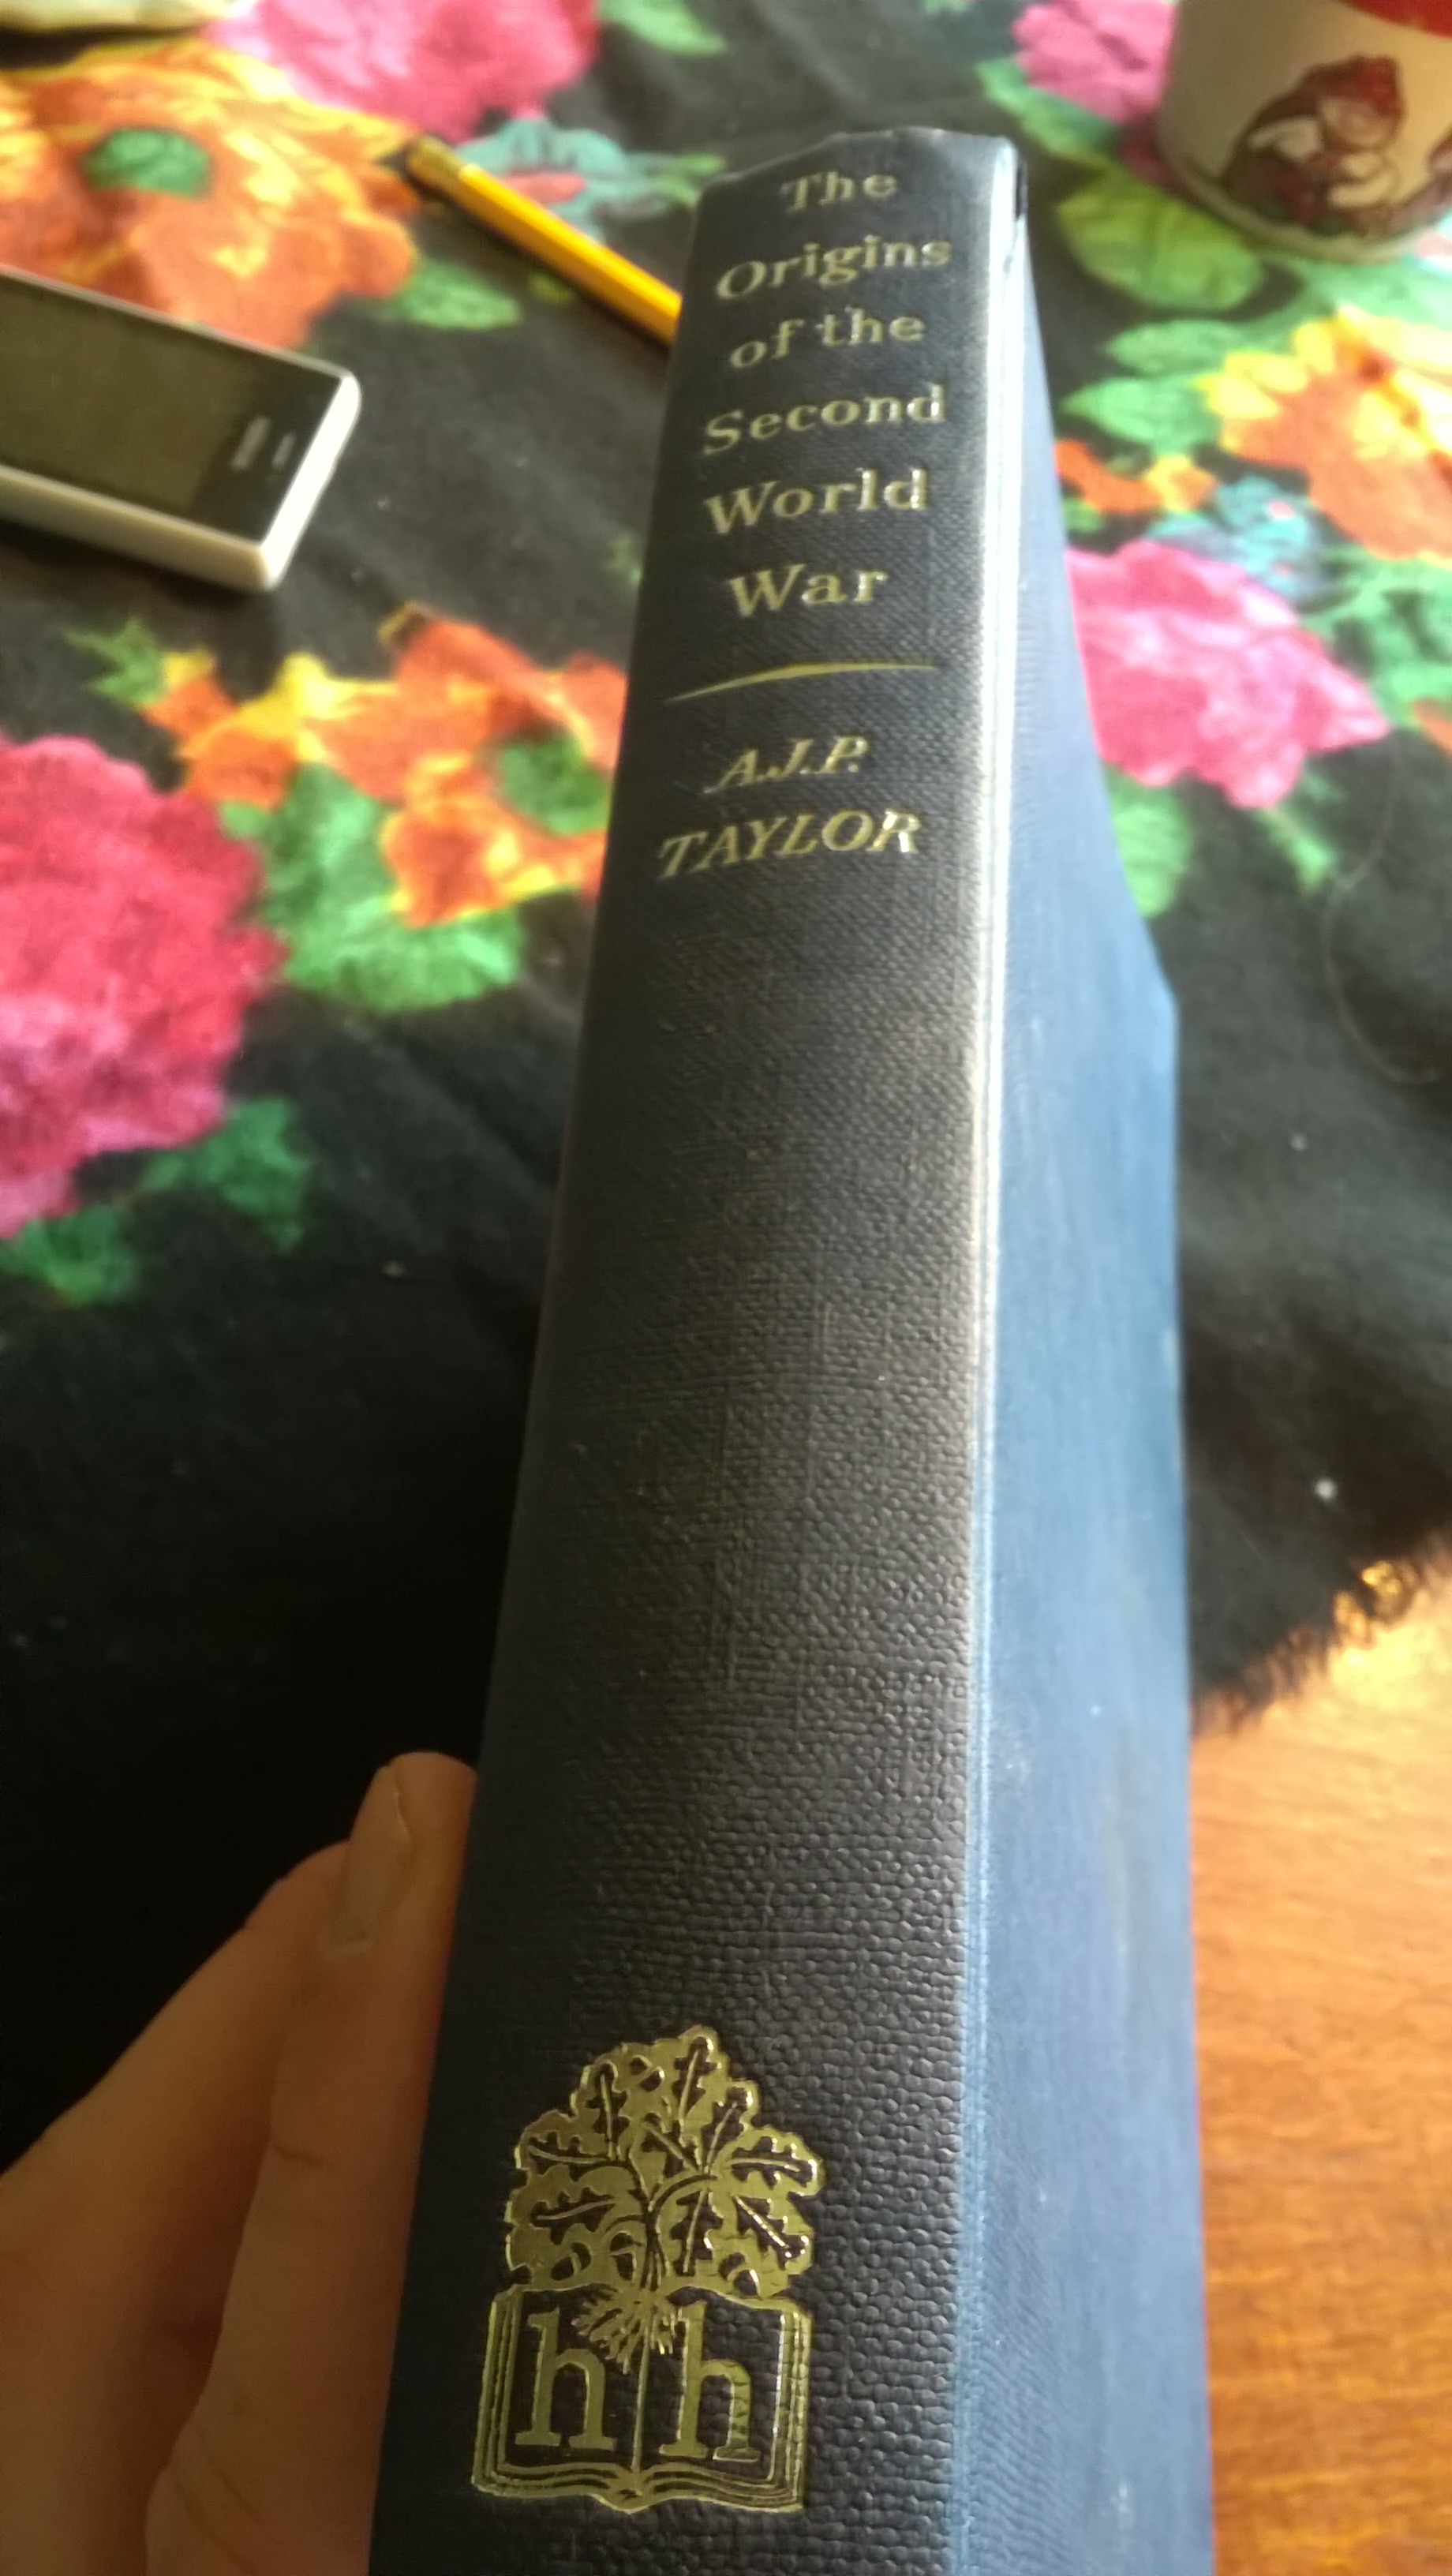 The
Origins
of the
Second
World
War
A.J.P.
TAYLOR
h h